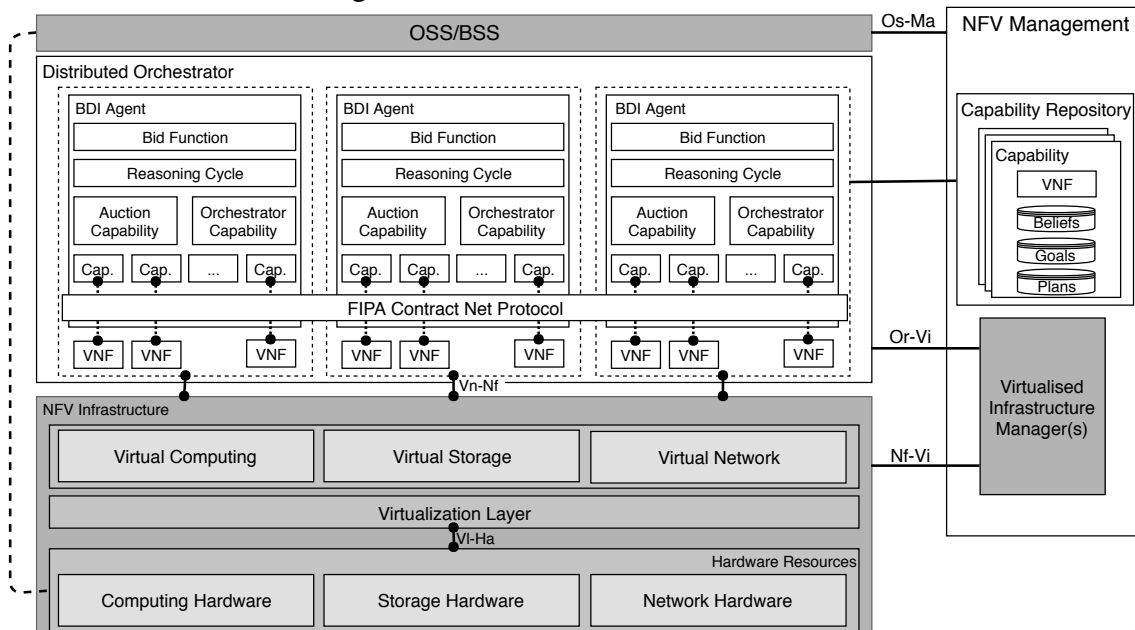 OSS/BSS
Os-Ma
NFV Management
Distributed Orchestrator
BDI Agent
Bid Function
Reasoning Cycle
Auction
Capability
Orchestrator
Capability
Cap.
Cap.
...
Cap.
BDI Agent
Bid Function
Reasoning Cycle
Auction
Capability
Orchestrator
Capability
Cap.
Cap.
...
Cap.
BDI Agent
Bid Function
Reasoning Cycle
Auction
Capability
Orchestrator
Capability
Cap.
Cap.
...
Cap.
FIPA Contract Net Protocol
VNF
VNF
VNF
VNF
VNF
VNF
VNF
VNF
VNF
Capability Repository
Capability
VNF
Beliefs
Goals
Plans
Or-Vi
Vn-Nf
Virtualised
Infrastructure
Manager(s)
Nf-Vi
NFV Infrastructure
Virtual Computing
Virtual Storage
Virtual Network
Virtualization Layer
Vl-Ha
Hardware Resources
Computing Hardware
Storage Hardware
Network Hardware